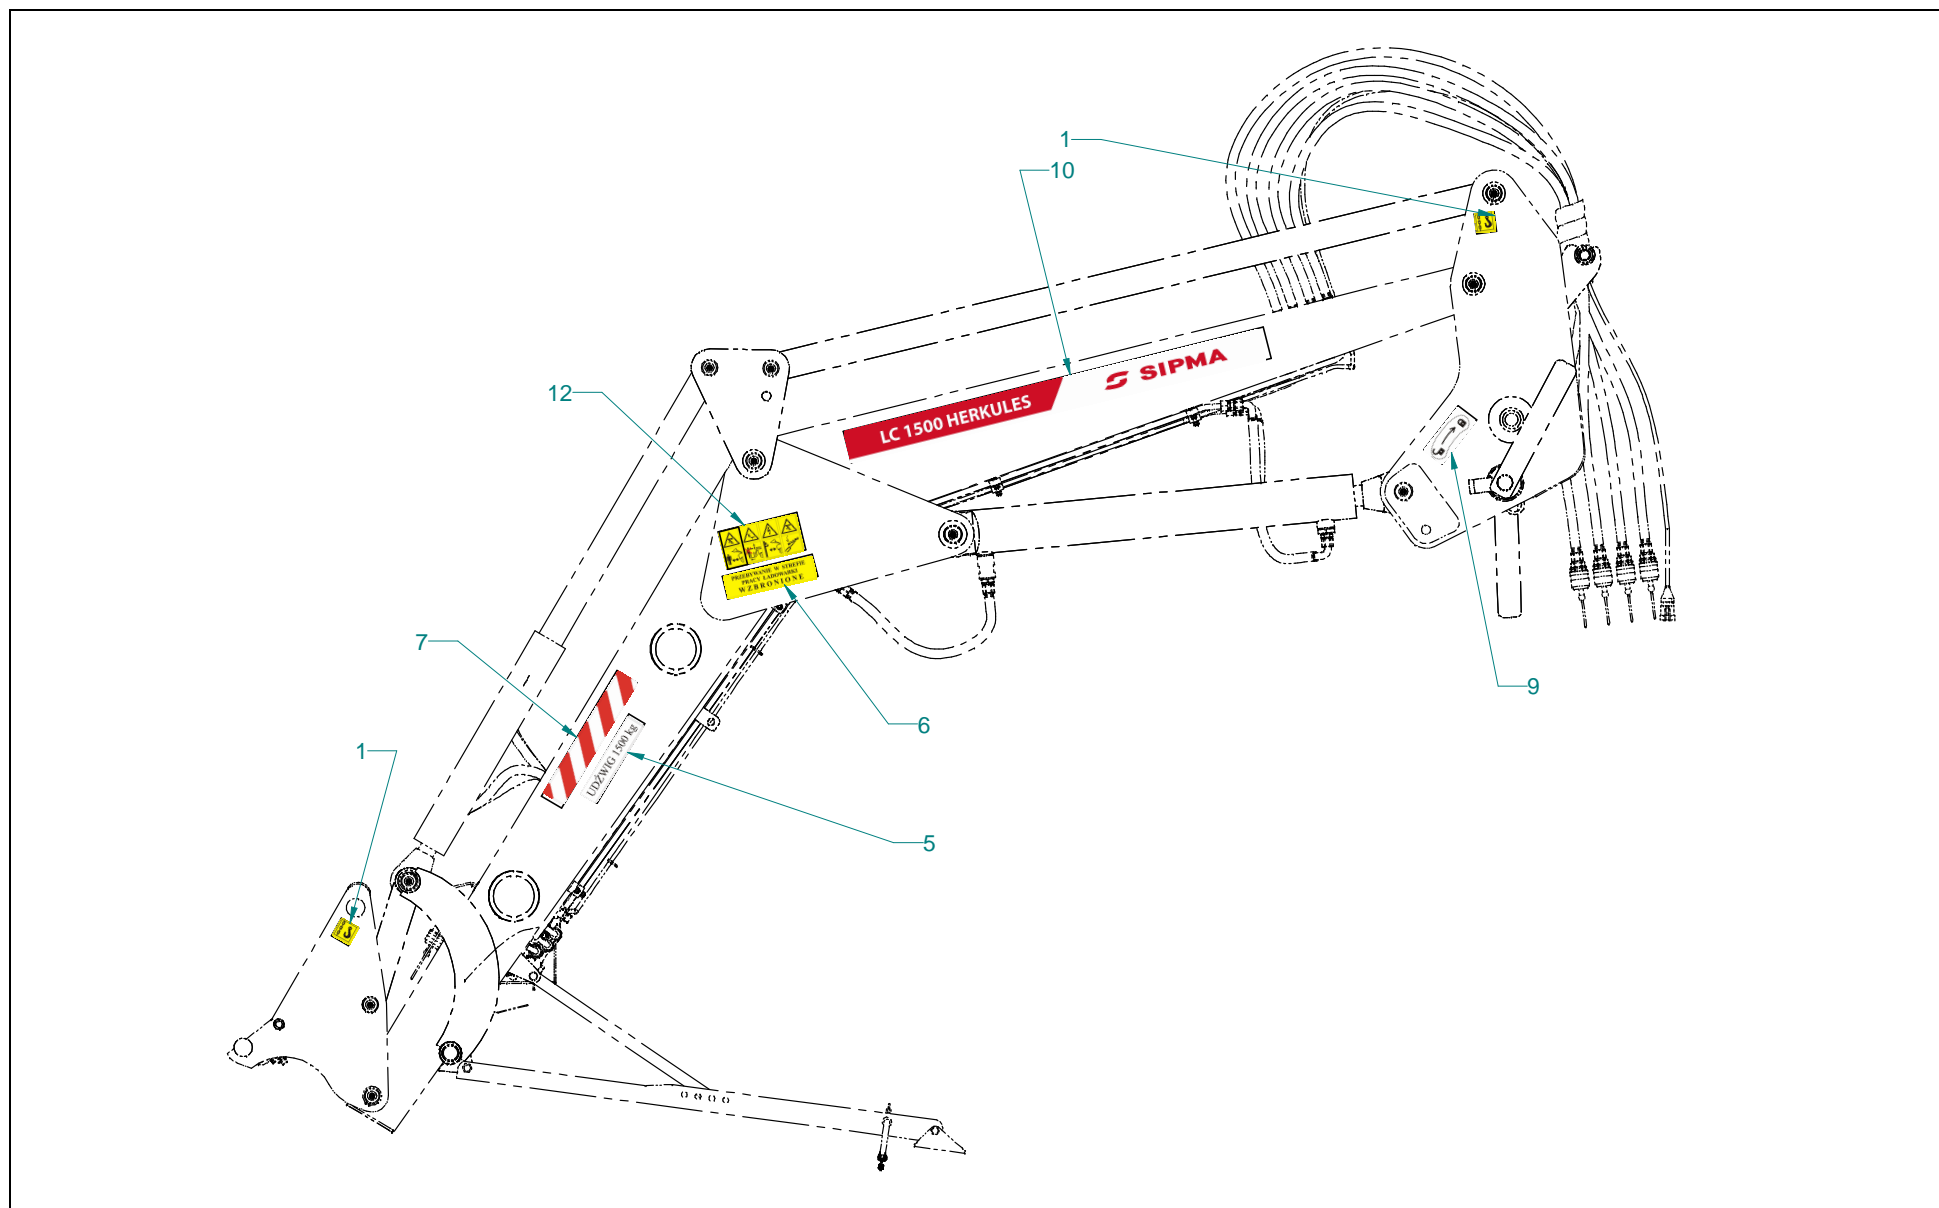 1
10
SIPMA
LC 1500 HERKULES
12
PRZEBYWANIE W STREFIE
PRACY ŁADOWARKI
WZBRONIONE
9
7
6
UDŹWIG 1500 kg
1
5